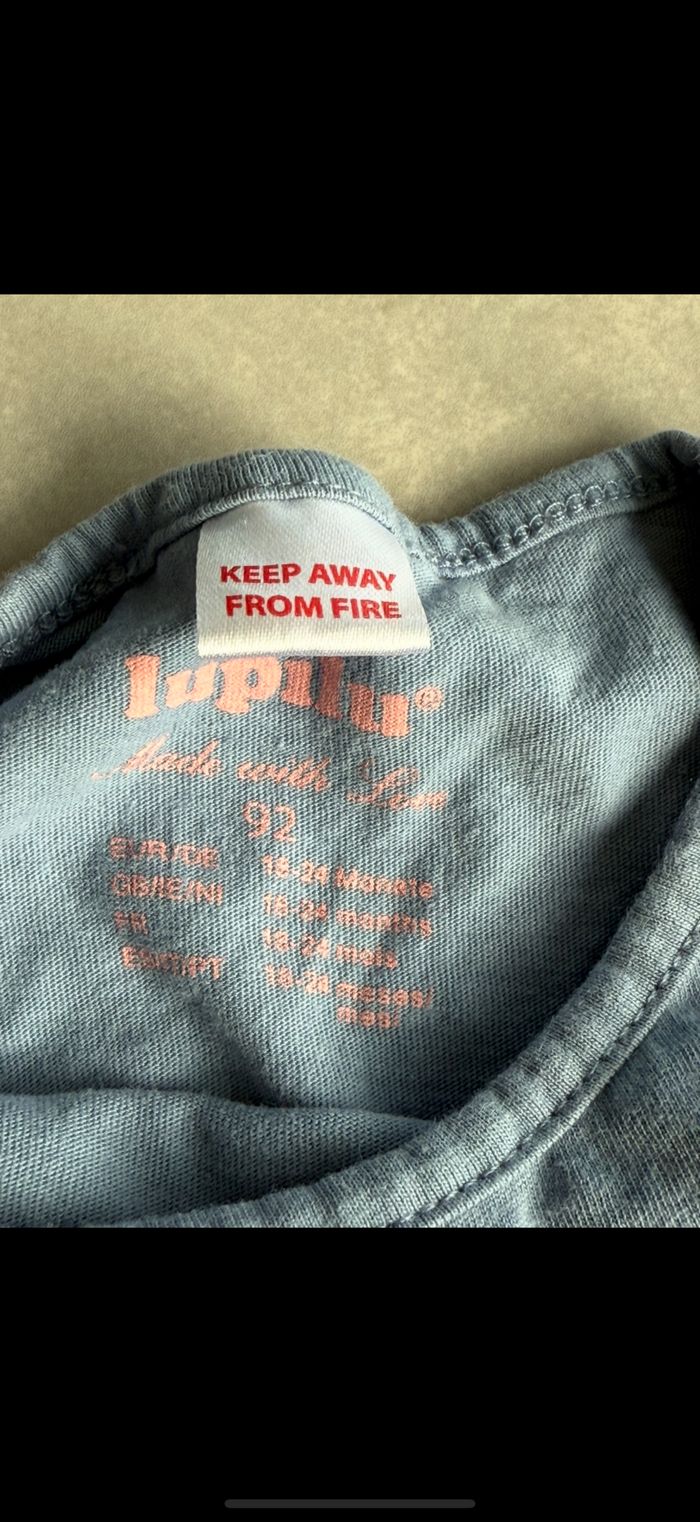 KEEP AWAY
FROM FIRE
lupilu®
Made with Love
92
EUR/DE 18-24 Monate
GB/IE/NI 18-24 months
FR 18-24 mois
ES/IT/PT 18-24 meses/
mesi